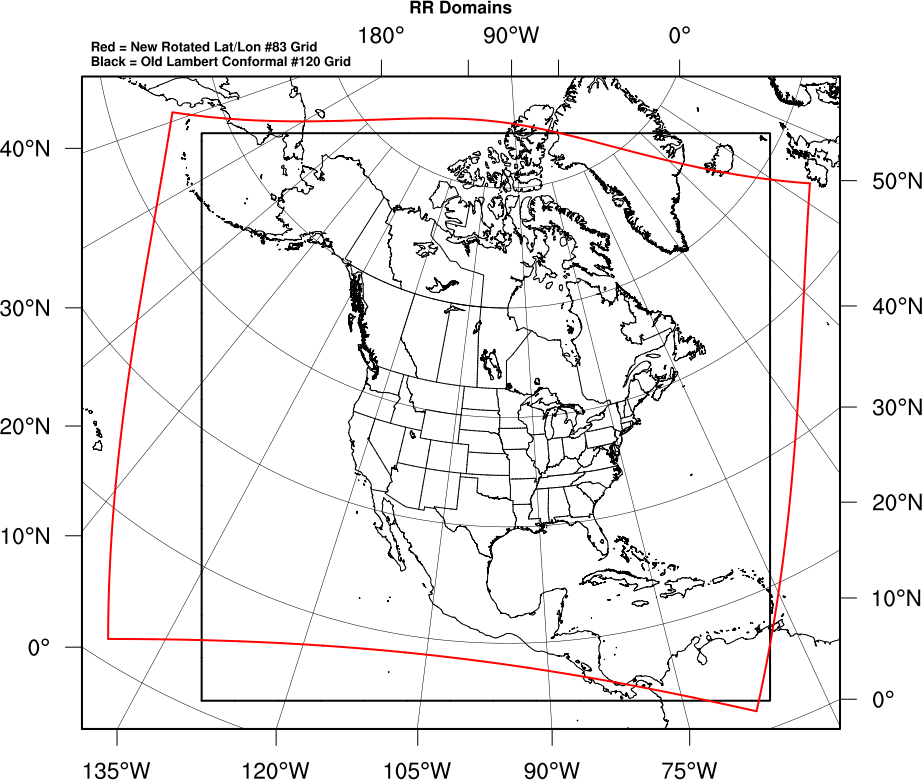 RR Domains
180° 90°W 0°
Red = New Rotated Lat/Lon #83 Grid
Black = Old Lambert Conformal #120 Grid
40°N
50°N
30°N
40°N
20°N
30°N
10°N
20°N
0°
10°N
0°
135°W 120°W 105°W 90°W 75°W